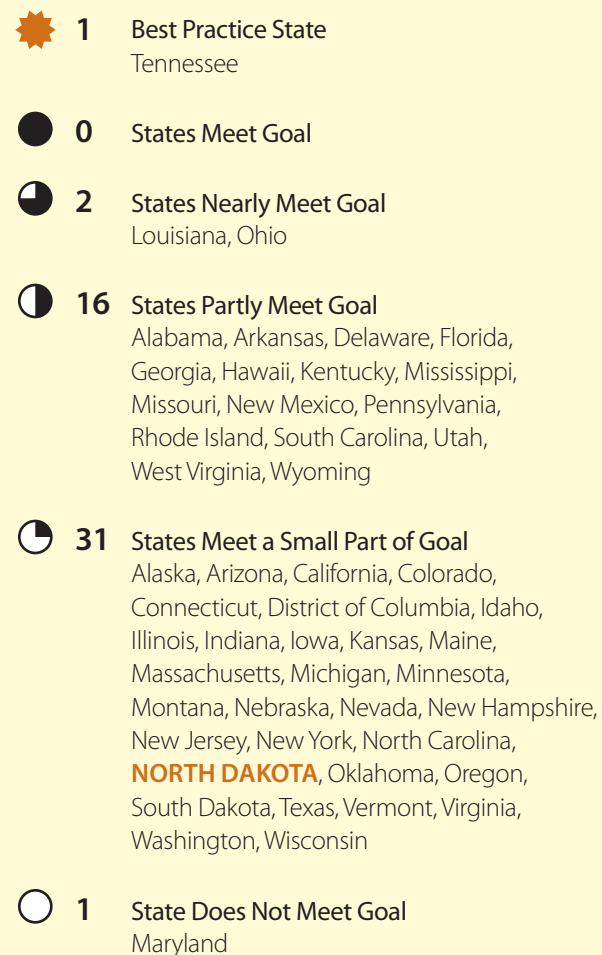 1 Best Practice State
Tennessee
0 States Meet Goal
2 States Nearly Meet Goal
Louisiana, Ohio
16 States Partly Meet Goal
Alabama, Arkansas, Delaware, Florida,
Georgia, Hawaii, Kentucky, Mississippi,
Missouri, New Mexico, Pennsylvania,
Rhode Island, South Carolina, Utah,
West Virginia, Wyoming
31 States Meet a Small Part of Goal
Alaska, Arizona, California, Colorado,
Connecticut, District of Columbia, Idaho,
Illinois, Indiana, Iowa, Kansas, Maine,
Massachusetts, Michigan, Minnesota,
Montana, Nebraska, Nevada, New Hampshire,
New Jersey, New York, North Carolina,
NORTH DAKOTA, Oklahoma, Oregon,
South Dakota, Texas, Vermont, Virginia,
Washington, Wisconsin
1 State Does Not Meet Goal
Maryland